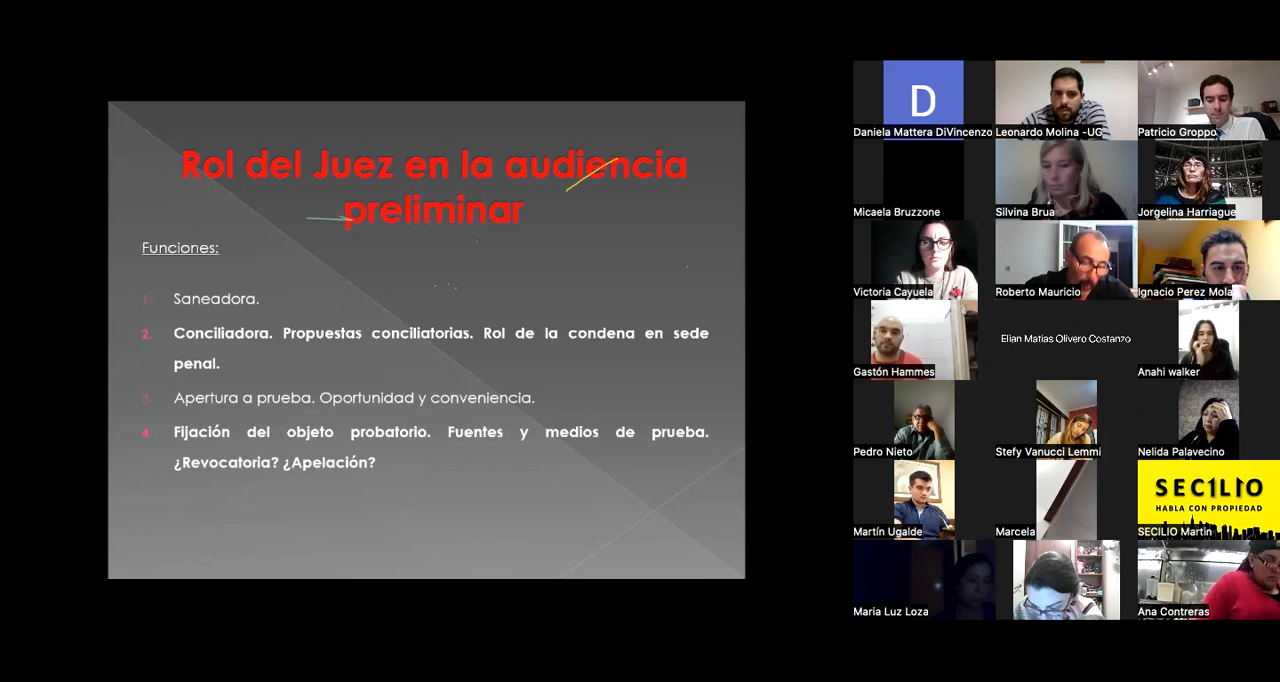 Rol del Juez en la audiencia
preliminar
Funciones:
1. Saneadora.
2. Conciliadora. Propuestas conciliatorias. Rol de la condena en sede
penal.
3. Apertura a prueba. Oportunidad y conveniencia.
4. Fijación del objeto probatorio. Fuentes y medios de prueba.
¿Revocatoria? ¿Apelación?
D
Daniela Mattera DiVincenzo
Leonardo Molina -UG
Patricio Groppo
Micaela Bruzzone
Silvina Brua
Jorgelina Harriague
Victoria Cayuela
Roberto Mauricio
Ignacio Perez Mola
Gastón Hammes
Elian Matias Olivero Costanzo
Anahi walker
Pedro Nieto
Stefy Vanucci Lemmi
Nelida Palavecino
Martín Ugalde
Marcela
SEC1L1O
HABLA CON PROPIEDAD
SECILIO Martin
Maria Luz Loza
Ana Contreras